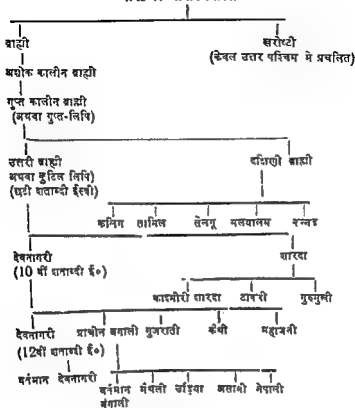 ब्राह्मी खरोष्टी
(केवल उत्तर पश्चिम मे प्रचलित)
अशोक कालीन ब्राह्मी
गुप्त कालीन ब्राह्मी
(अथवा गुप्त-लिपि)
उत्तरी ब्राह्मी दक्षिणी ब्राह्मी
अथवा कुटिल लिपि)
(छटी शताब्दी ईस्वी)
कलिंग तामिल तेलगू मलयालम कन्नड
देवनागरी शारदा
(10 वीं शताब्दी ई०)
काश्मीरी शारदा टाकरी गुरुमुखी
देवनागरी प्राचीन बगाली गुजराती कैथी महाजनी
(12वीं शताब्दी ई०)
वर्तमान देवनागरी
वर्तमान मैथली उड़िया असामी नेपाली
बंगाली